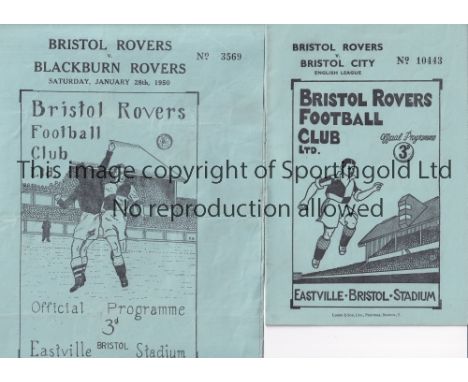 BRISTOL ROVERS
v.
BLACKBURN ROVERS
SATURDAY, JANUARY 28th, 1950
No 3569
Bristol Rovers
Football
Club
Official Programme
3d
Eastville BRISTOL Stadium
BRISTOL ROVERS
v.
BRISTOL CITY
ENGLISH LEAGUE
No 10443
BRISTOL ROVERS
FOOTBALL
CLUB
LTD.
Official Programme
3d
EASTVILLE · BRISTOL · STADIUM
This image copyright of Sportingold Ltd
No reproduction allowed